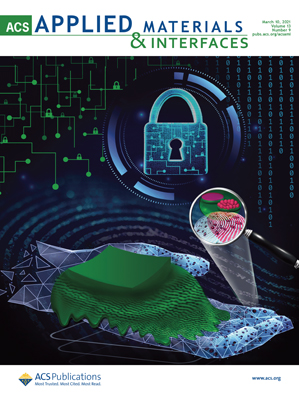 ACS APPLIED MATERIALS
& INTERFACES
March 10, 2021
Volume 13
Number 9
pubs.acs.org/acsami
ACS Publications
Most Trusted. Most Cited. Most Read.
www.acs.org